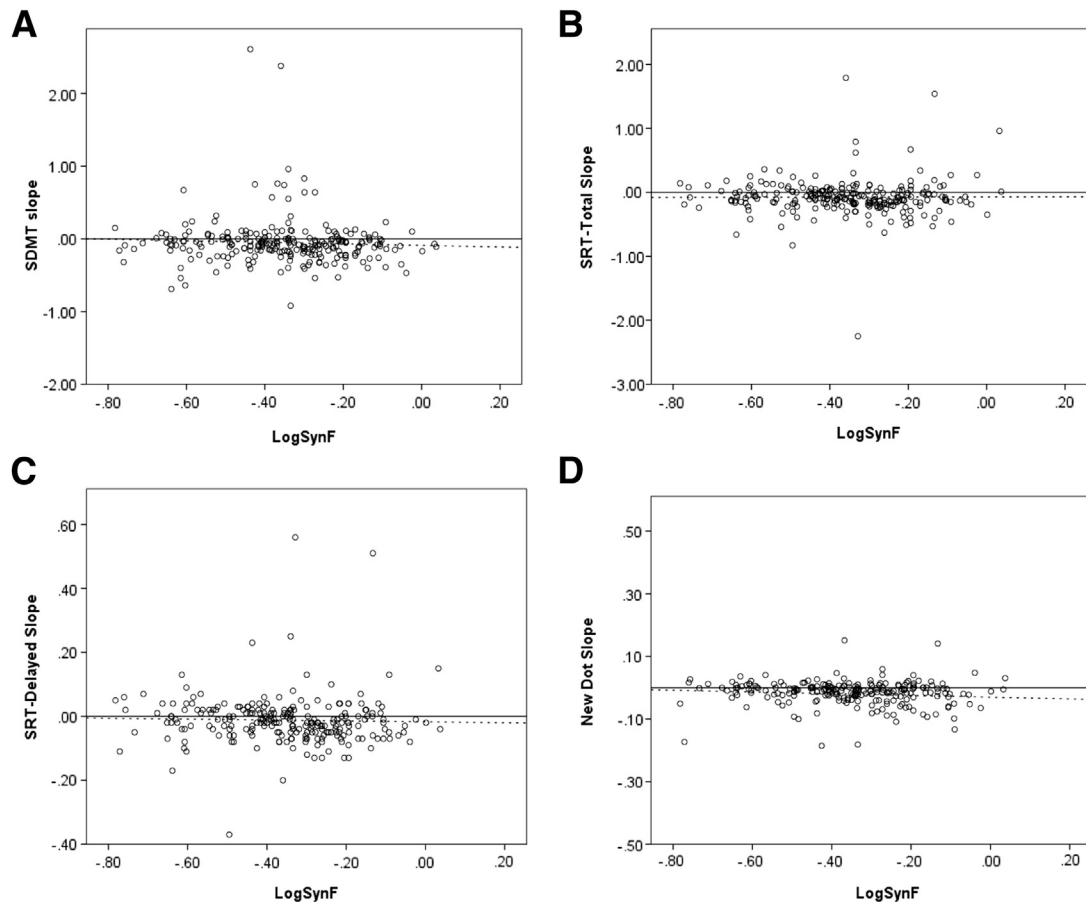 A
SDMT slope
2.00
1.00
.00
-1.00
-2.00
-.80 -.60 -.40 -.20 .00 .20
LogSynF
B
SRT-Total Slope
2.00
1.00
.00
-1.00
-2.00
-3.00
-.80 -.60 -.40 -.20 .00 .20
LogSynF
C
SRT-Delayed Slope
.60
.40
.20
.00
-.20
-.40
-.80 -.60 -.40 -.20 .00 .20
LogSynF
D
New Dot Slope
.50
.30
.10
-.10
-.30
-.50
-.80 -.60 -.40 -.20 .00 .20
LogSynF